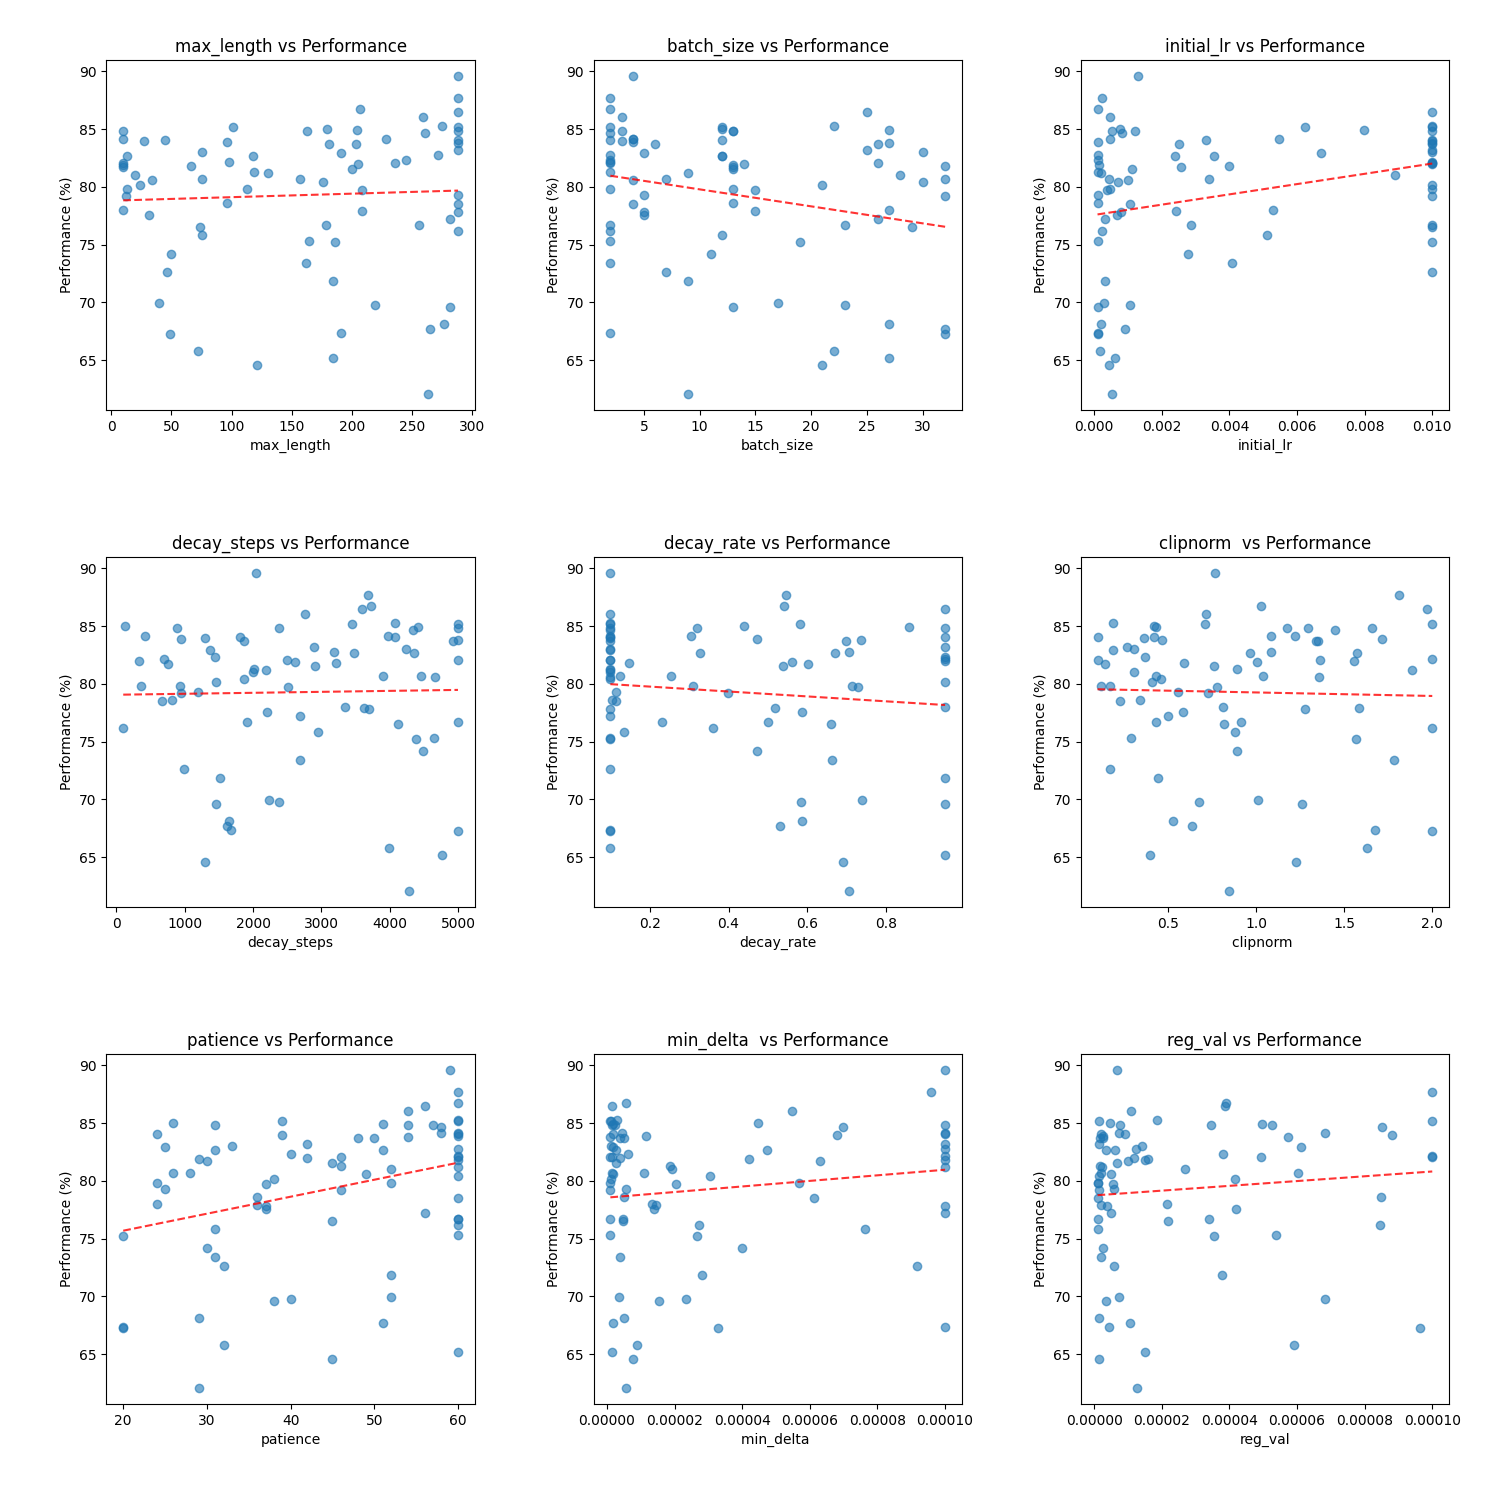 max_length vs Performance
batch_size vs Performance
initial_lr vs Performance
Performance (%)
90
85
80
75
70
65
0 50 100 150 200 250 300
max_length
Performance (%)
90
85
80
75
70
65
5 10 15 20 25 30
batch_size
Performance (%)
90
85
80
75
70
65
0.000 0.002 0.004 0.006 0.008 0.010
initial_lr
decay_steps vs Performance
decay_rate vs Performance
clipnorm  vs Performance
Performance (%)
90
85
80
75
70
65
0 1000 2000 3000 4000 5000
decay_steps
Performance (%)
90
85
80
75
70
65
0.2 0.4 0.6 0.8
decay_rate
Performance (%)
90
85
80
75
70
65
0.5 1.0 1.5 2.0
clipnorm
patience vs Performance
min_delta  vs Performance
reg_val vs Performance
Performance (%)
90
85
80
75
70
65
20 30 40 50 60
patience
Performance (%)
90
85
80
75
70
65
0.00000 0.00002 0.00004 0.00006 0.00008 0.00010
min_delta
Performance (%)
90
85
80
75
70
65
0.00000 0.00002 0.00004 0.00006 0.00008 0.00010
reg_val